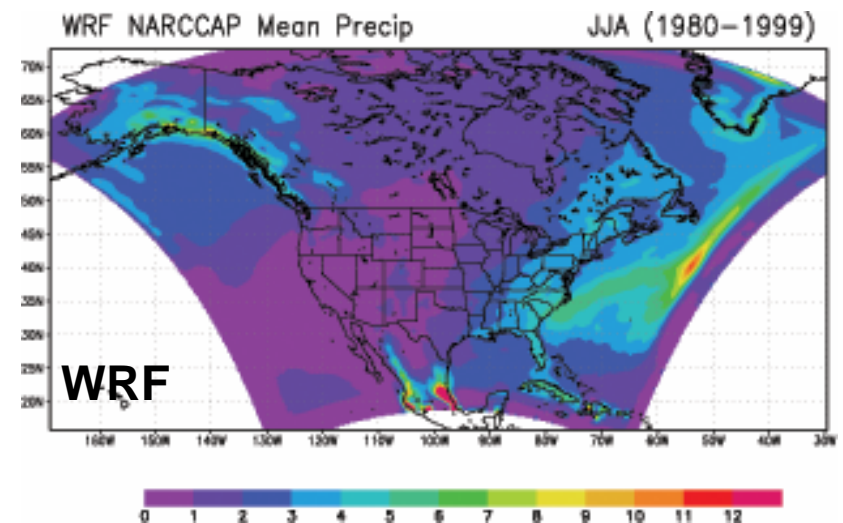 WRF NARCCAP Mean Precip JJA (1980-1999)
70N
65N
60N
55N
50N
45N
40N
35N
30N
25N
20N
WRF
160W 150W 140W 130W 120W 110W 100W 90W 80W 70W 60W 50W 40W 30W
0 1 2 3 4 5 6 7 8 9 10 11 12